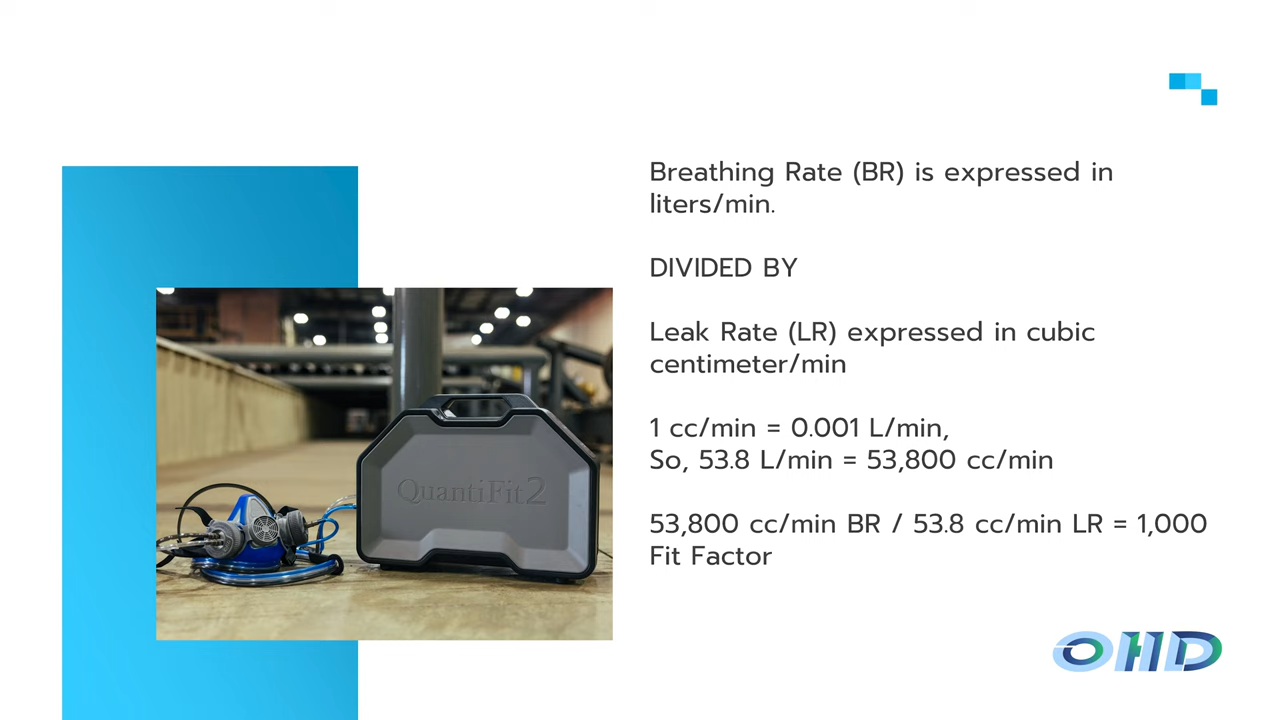 Breathing Rate (BR) is expressed in
liters/min.
DIVIDED BY
Leak Rate (LR) expressed in cubic
centimeter/min
1 cc/min = 0.001 L/min,
So, 53.8 L/min = 53,800 cc/min
53,800 cc/min BR / 53.8 cc/min LR = 1,000
Fit Factor
QuantiFit2
OHD